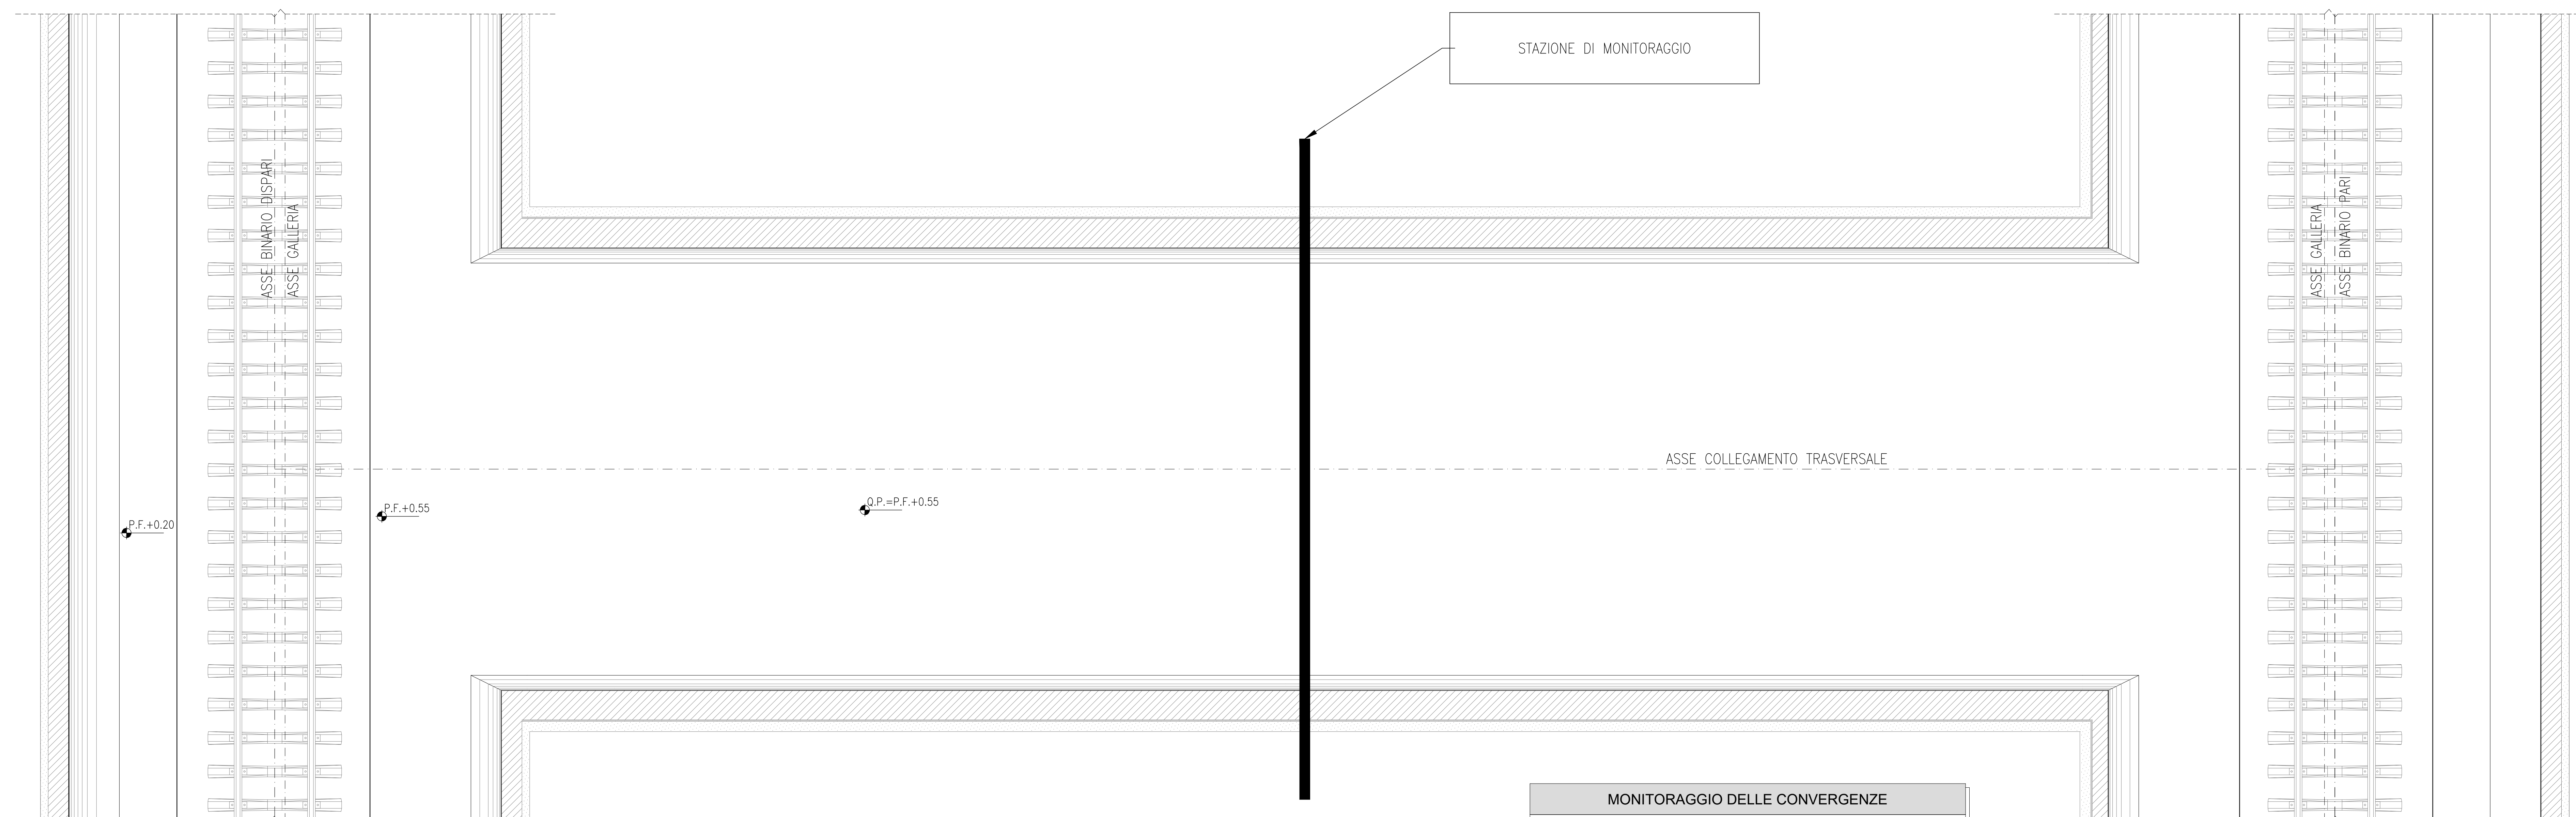 STAZIONE DI MONITORAGGIO
ASSE BINARIO DISPARI
ASSE GALLERIA
ASSE GALLERIA
ASSE BINARIO PARI
ASSE COLLEGAMENTO TRASVERSALE
P.F.+0.20
P.F.+0.55
Q.P.=P.F.+0.55
MONITORAGGIO DELLE CONVERGENZE